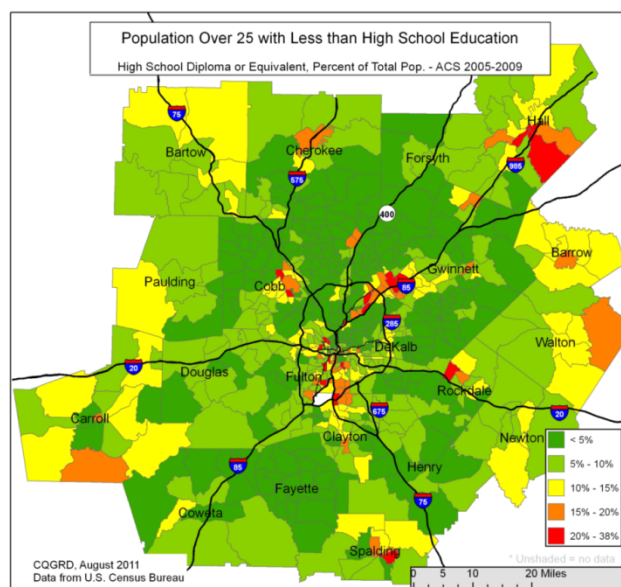 Population Over 25 with Less than High School Education
High School Diploma or Equivalent, Percent of Total Pop. - ACS 2005-2009
75
Hall
Bartow
Cherokee
Forsyth
985
575
400
Barrow
Gwinnett
Paulding
Cobb
85
285
DeKalb
Walton
20
Douglas
Fulton
Rockdale
Carroll
675
20
Clayton
Newton
85
Henry
Fayette
75
Coweta
Spalding
< 5%
5% - 10%
10% - 15%
15% - 20%
20% - 38%
* Unshaded = no data
CQGRD, August 2011
Data from U.S. Census Bureau
0 10 20 Miles